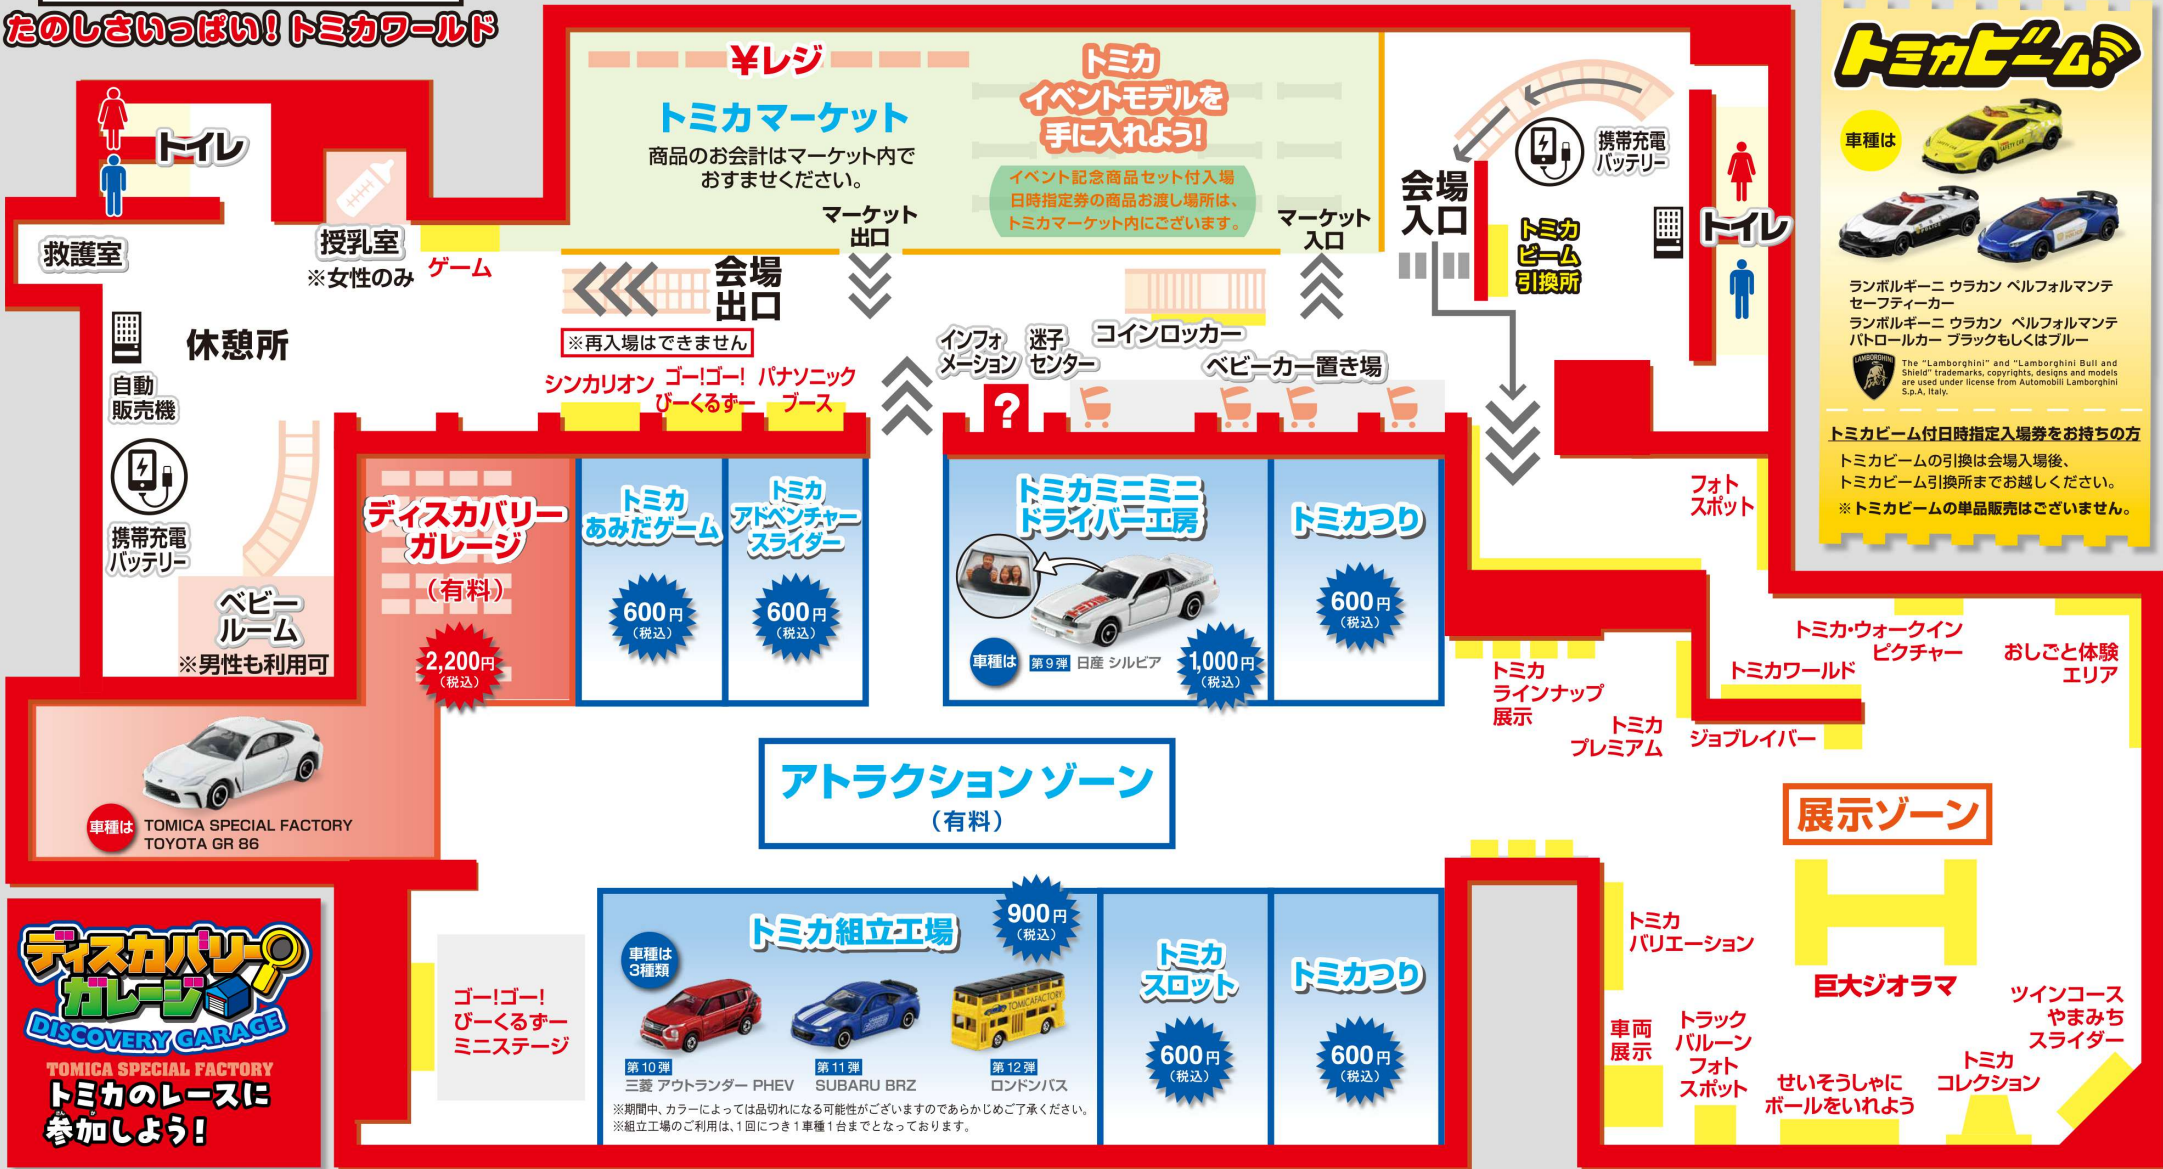 たのしさいっぱい！トミカワールド
¥レジ
トミカマーケット
商品のお会計はマーケット内で
おすませください。
トミカ
イベントモデルを
手に入れよう!
イベント記念商品セット付入場
日時指定券の商品お渡し場所は、
トミカマーケット内にございます。
マーケット
出口
マーケット
入口
会場
入口
携帯充電
バッテリー
トイレ
トミカ
ビーム
引換所
トイレ
救護室
授乳室
※女性のみ
ゲーム
会場
出口
※再入場はできません
休憩所
自動
販売機
携帯充電
バッテリー
ベビー
ルーム
※男性も利用可
シンカリオン
ゴー!ゴー!
びーくるずー
パナソニック
ブース
インフォ
メーション
迷子
センター
?
コインロッカー
ベビーカー置き場
トミカビーム!
車種は
POLICE
ランボルギーニ ウラカン ペルフォルマンテ
セーフティーカー
ランボルギーニ ウラカン ペルフォルマンテ
パトロールカー ブラックもしくはブルー
LAMBORGHINI
The "Lamborghini" and "Lamborghini Bull and
Shield" trademarks, copyrights, designs and models
are used under license from Automobili Lamborghini
S.p.A, Italy.
トミカビーム付日時指定入場券をお持ちの方
トミカビームの引換は会場入場後、
トミカビーム引換所までお越しください。
※トミカビームの単品販売はございません。
ディスカバリー
ガレージ
（有料）
2,200円
（税込）
トミカ
あみだゲーム
600円
（税込）
トミカ
アドベンチャー
スライダー
600円
（税込）
トミカミニミニ
ドライバー工房
車種は
第9弾 日産 シルビア
1,000円
（税込）
トミカつり
600円
（税込）
フォト
スポット
トミカ
ラインナップ
展示
トミカ
プレミアム
トミカ・ウォークイン
ピクチャー
トミカワールド
ジョブレイバー
おしごと体験
エリア
車種は
TOMICA SPECIAL FACTORY
TOYOTA GR 86
アトラクション ゾーン
（有料）
展示ゾーン
ディスカバリー
ガレージ
DISCOVERY GARAGE
TOMICA SPECIAL FACTORY
トミカのレースに
さんか
参加しよう!
ゴー!ゴー!
びーくるずー
ミニステージ
トミカ組立工場
900円
（税込）
車種は
3種類
TOMICAFACTORY
第10弾
三菱 アウトランダー PHEV
第11弾
SUBARU BRZ
第12弾
ロンドンバス
※期間中、カラーによっては品切れになる可能性がございますのであらかじめご了承ください。
※組立工場のご利用は、1回につき1車種1台までとなっております。
トミカ
スロット
600円
（税込）
トミカつり
600円
（税込）
トミカ
バリエーション
巨大ジオラマ
車両
展示
トラック
バルーン
フォト
スポット
せいそうしゃに
ボールをいれよう
トミカ
コレクション
ツインコース
やまみち
スライダー